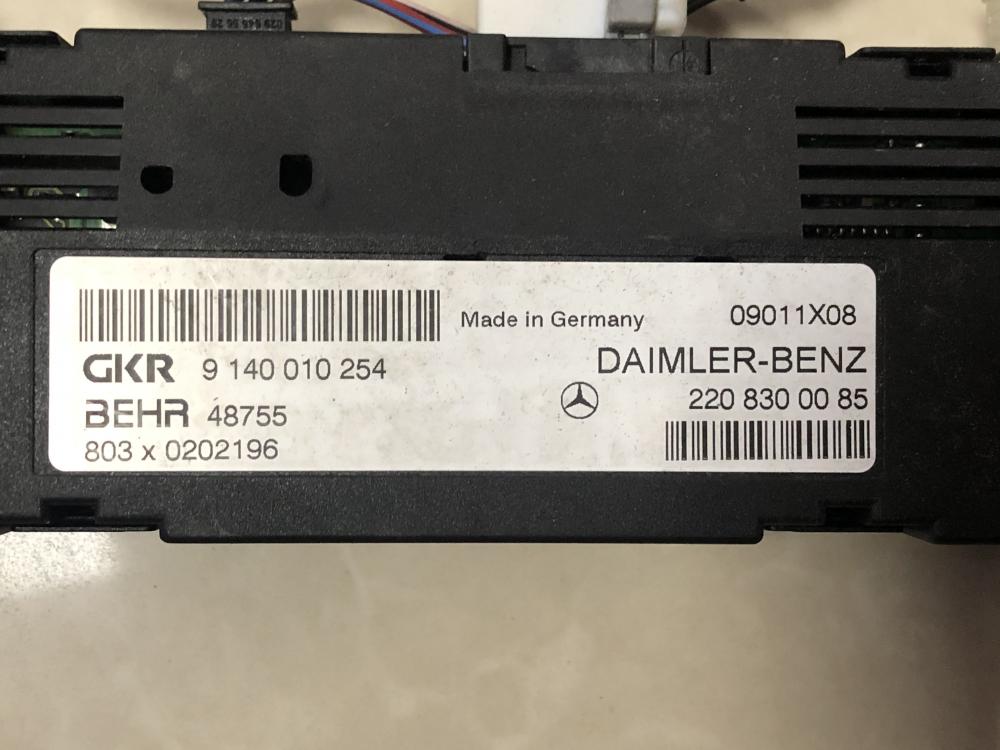 Made in Germany
09011X08
GKR 9 140 010 254
DAIMLER-BENZ
BEHR 48755
220 830 00 85
803 x 0202196